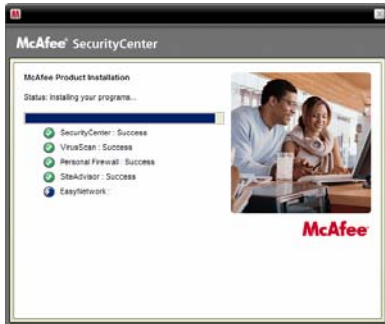 McAfee SecurityCenter
McAfee Product Installation
Status: Installing your programs...
SecurityCenter : Success
VirusScan : Success
Personal Firewall : Success
SiteAdvisor : Success
EasyNetwork :
McAfee